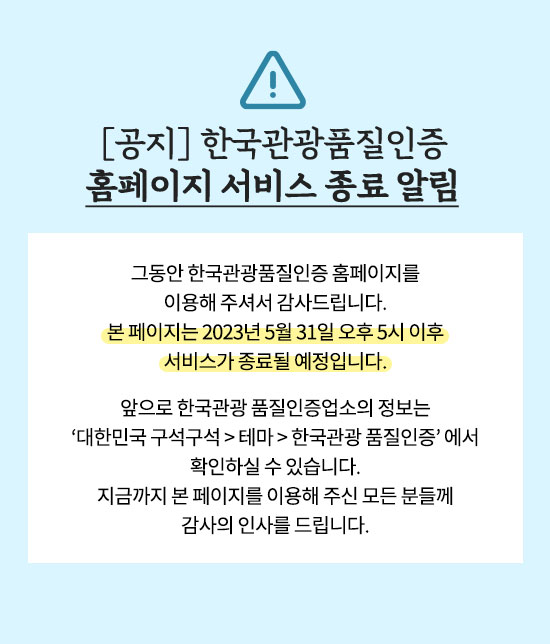 [공지] 한국관광품질인증
홈페이지 서비스 종료 알림
그동안 한국관광품질인증 홈페이지를
이용해 주셔서 감사드립니다.
본 페이지는 2023년 5월 31일 오후 5시 이후
서비스가 종료될 예정입니다.
앞으로 한국관광 품질인증업소의 정보는
‘대한민국 구석구석 > 테마 > 한국관광 품질인증’ 에서
확인하실 수 있습니다.
지금까지 본 페이지를 이용해 주신 모든 분들께
감사의 인사를 드립니다.